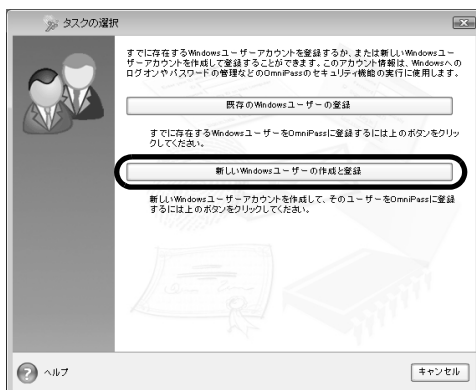 タスクの選択
すでに存在するWindowsユーザーアカウントを登録するか、または新しいWindowsユー
ザーアカウントを作成して登録することができます。このアカウント情報は、Windowsへの
ログオンやパスワードの管理などのOmniPassのセキュリティ機能の実行に使用します。
既存のWindowsユーザーの登録
すでに存在するWindowsユーザーをOmniPassに登録するには上のボタンをクリッ
クしてください。
新しいWindowsユーザーの作成と登録
新しいWindowsユーザーアカウントを作成して、そのユーザーをOmniPassに登録
するには上のボタンをクリックしてください。
ヘルプ
キャンセル